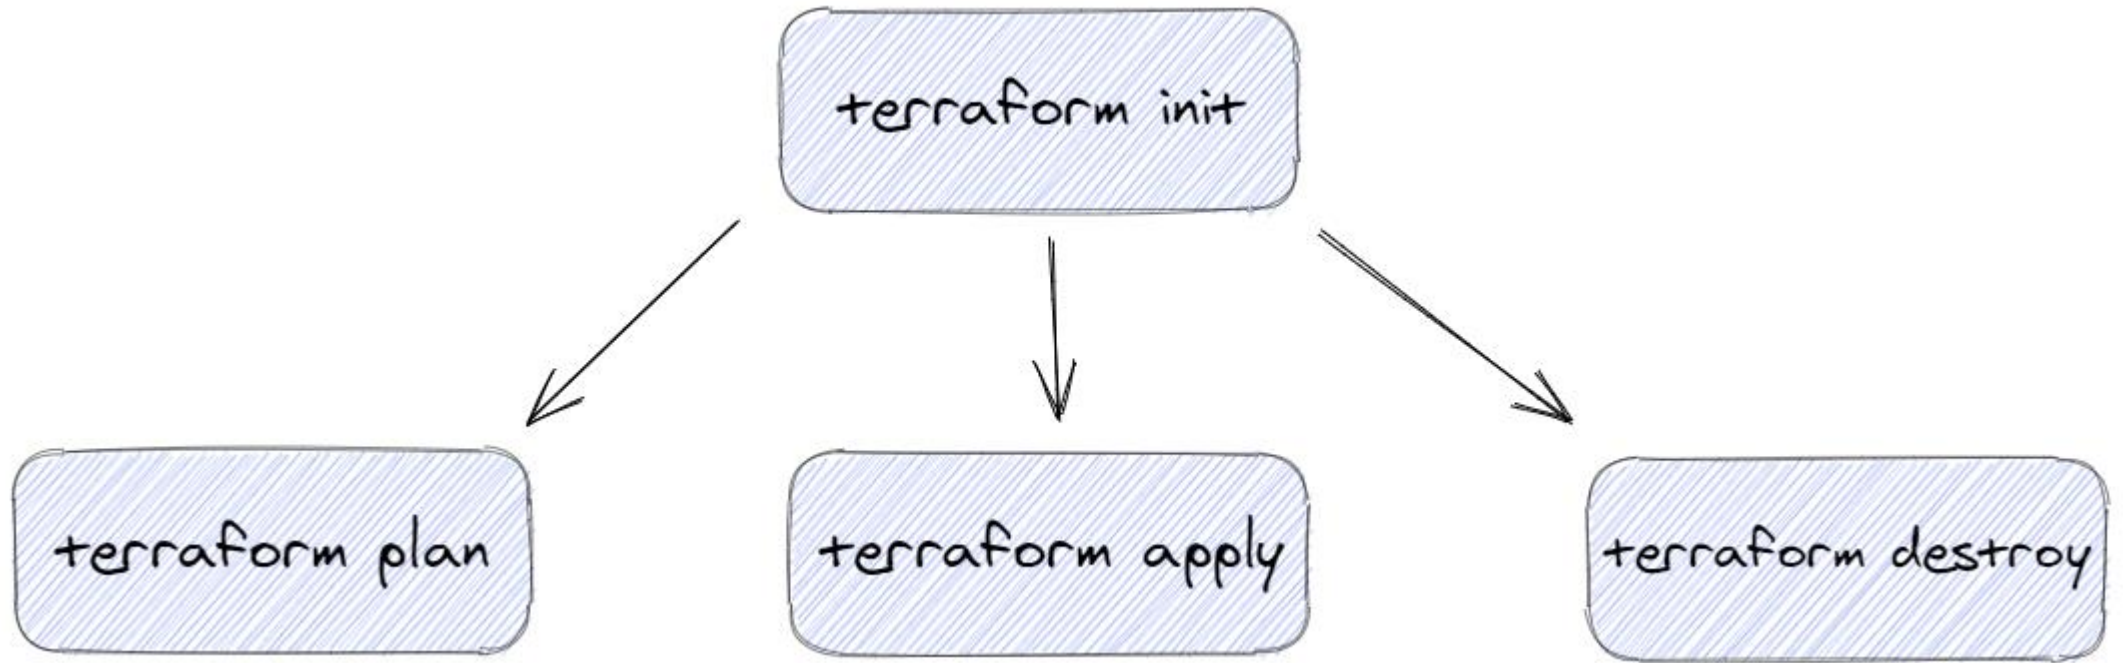 terraform init
terraform plan
terraform apply
terraform destroy